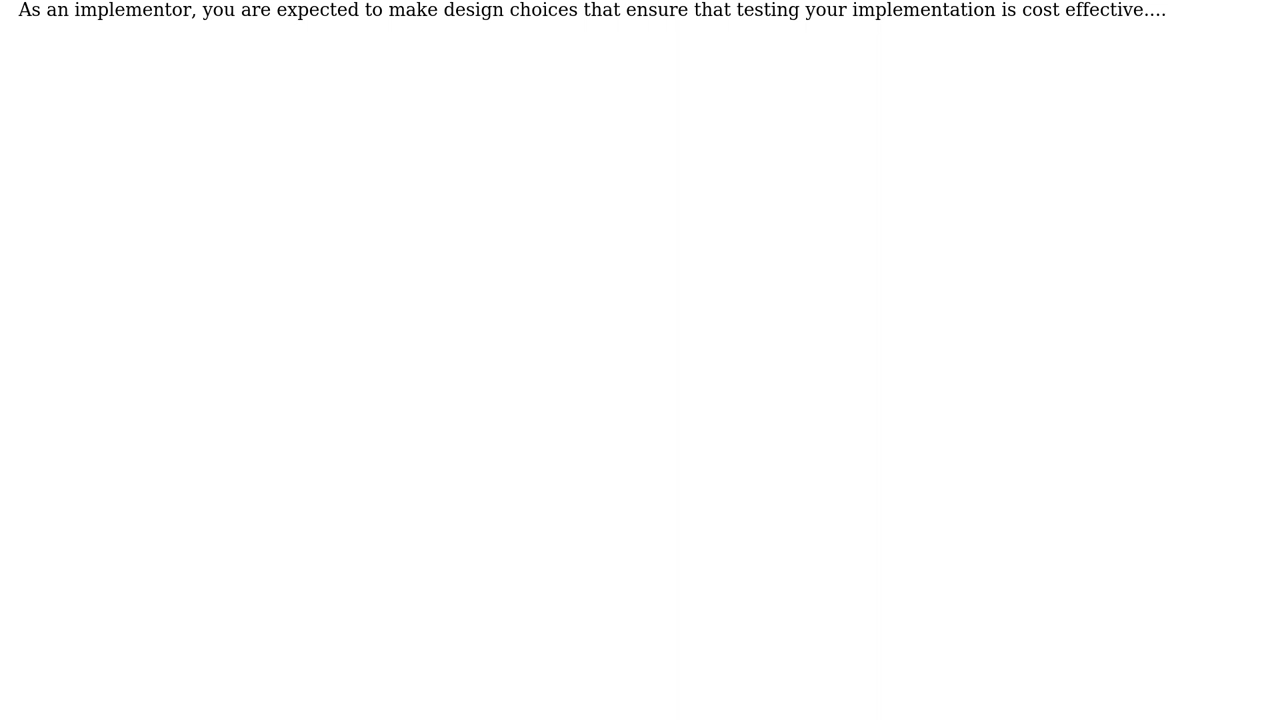 As an implementor, you are expected to make design choices that ensure that testing your implementation is cost effective....